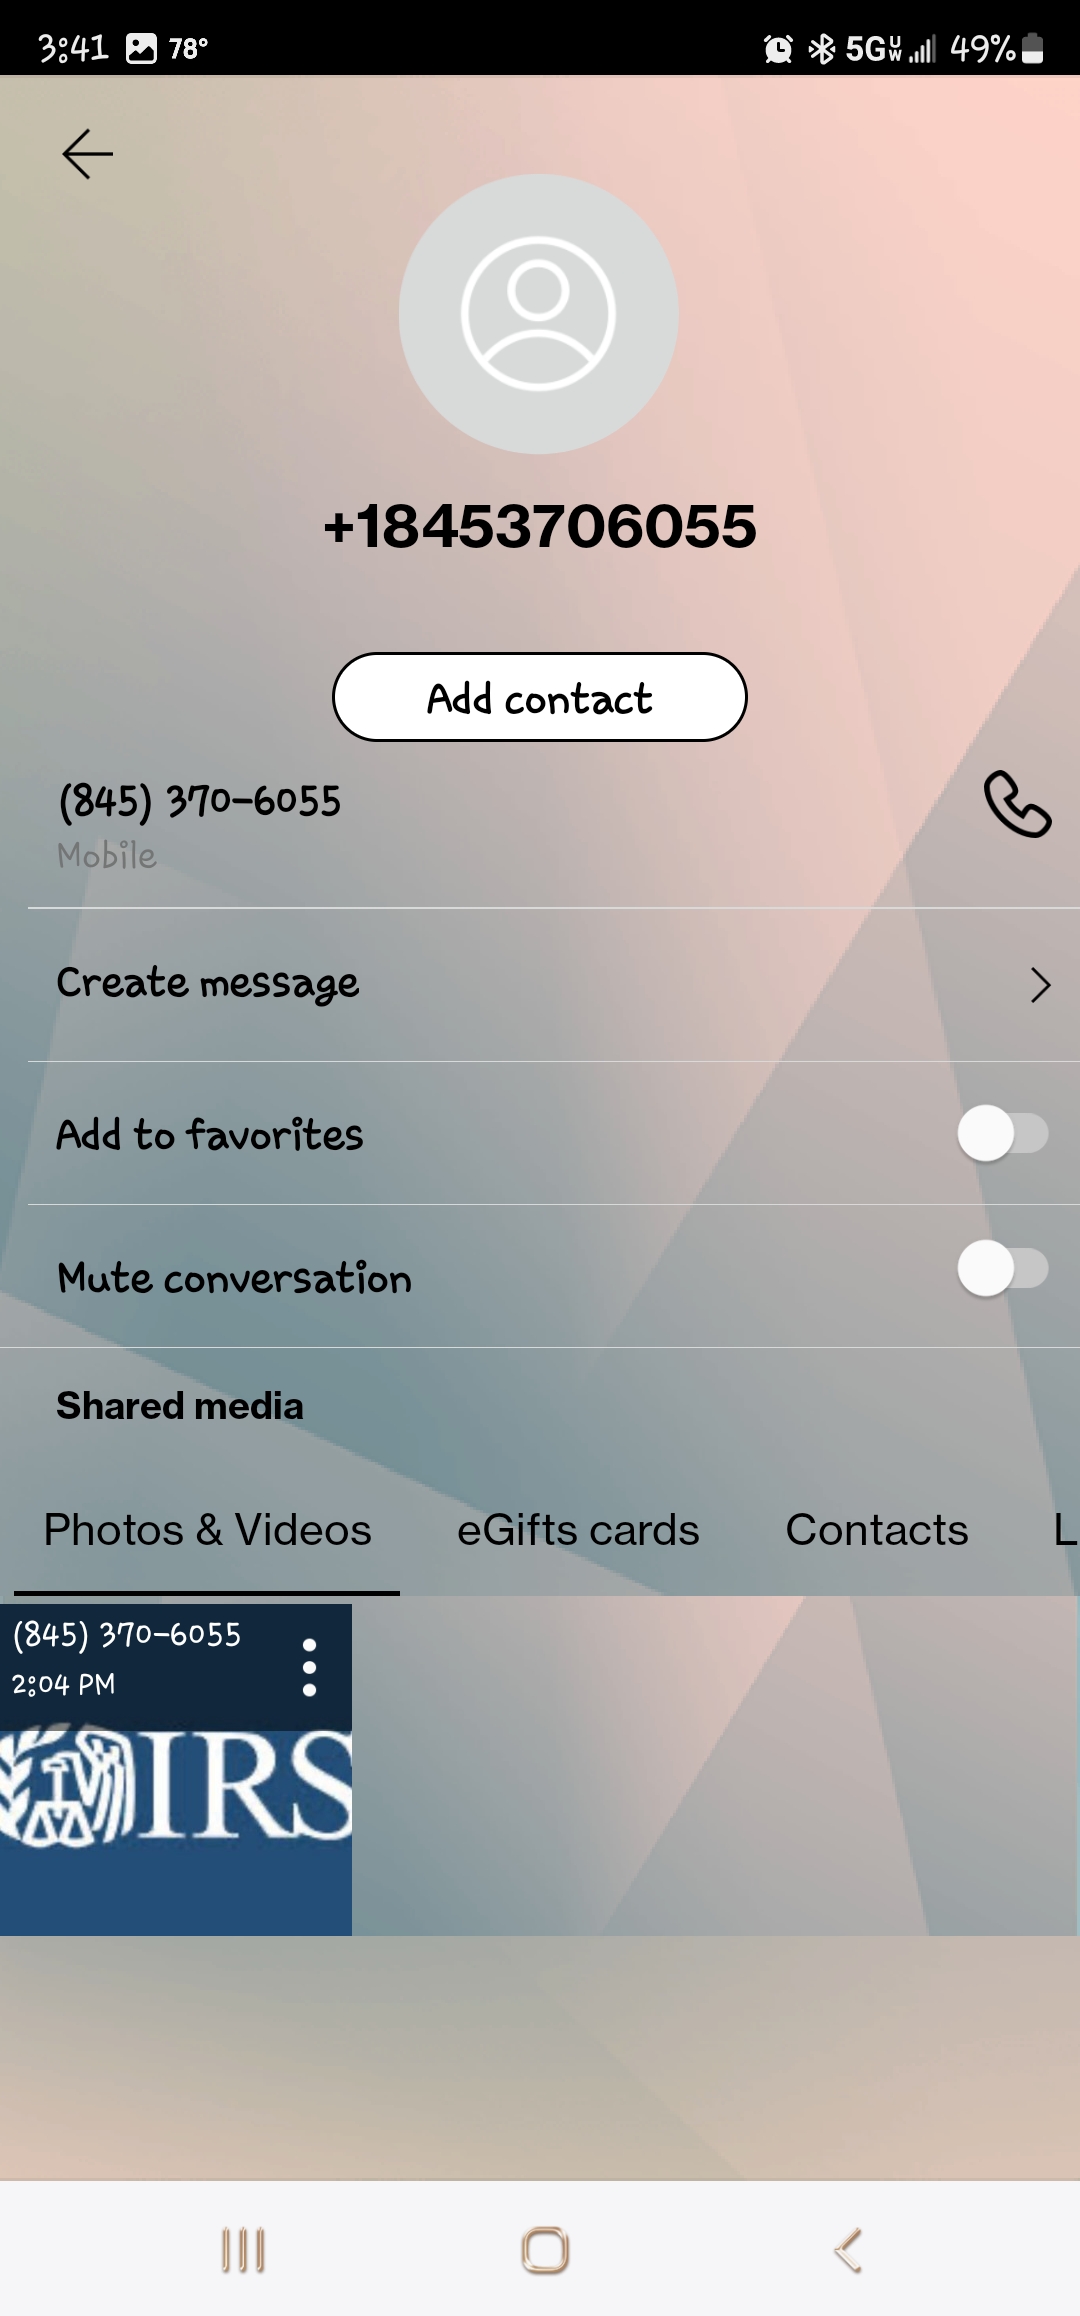 3:41 78° 5G UW 49%
+18453706055
Add contact
(845) 370-6055
Mobile
Create message
Add to favorites
Mute conversation
Shared media
Photos & Videos eGifts cards Contacts L
(845) 370-6055
2:04 PM
IRS